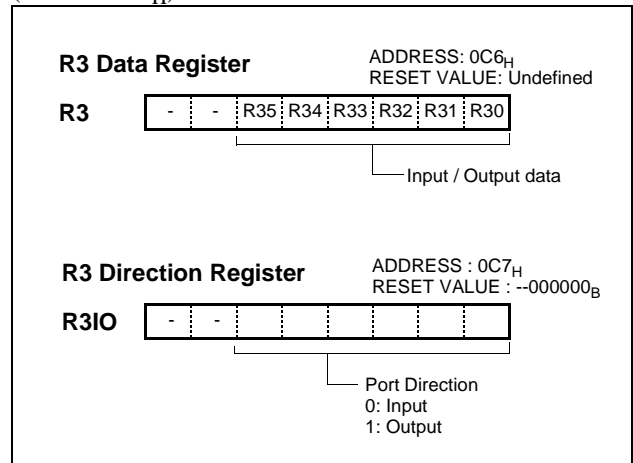 R3 Data Register
ADDRESS: 0C6H
RESET VALUE: Undefined
R3 - - R35 R34 R33 R32 R31 R30
Input / Output data
R3 Direction Register
ADDRESS : 0C7H
RESET VALUE : --000000B
R3IO - -
Port Direction
0: Input
1: Output